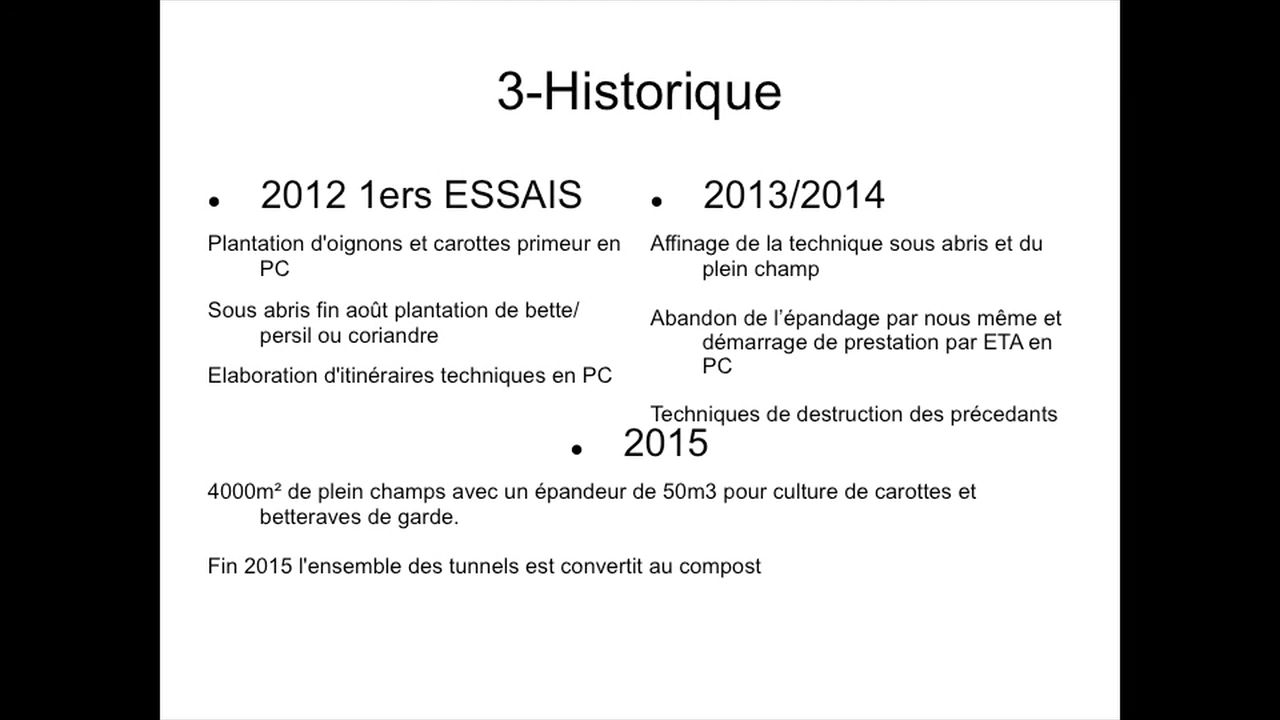 3-Historique
• 2012 1ers ESSAIS
Plantation d'oignons et carottes primeur en
PC
Sous abris fin août plantation de bette/
persil ou coriandre
Elaboration d'itinéraires techniques en PC
• 2013/2014
Affinage de la technique sous abris et du
plein champ
Abandon de l’épandage par nous même et
démarrage de prestation par ETA en
PC
Techniques de destruction des précedants
• 2015
4000m² de plein champs avec un épandeur de 50m3 pour culture de carottes et
betteraves de garde.
Fin 2015 l'ensemble des tunnels est convertit au compost